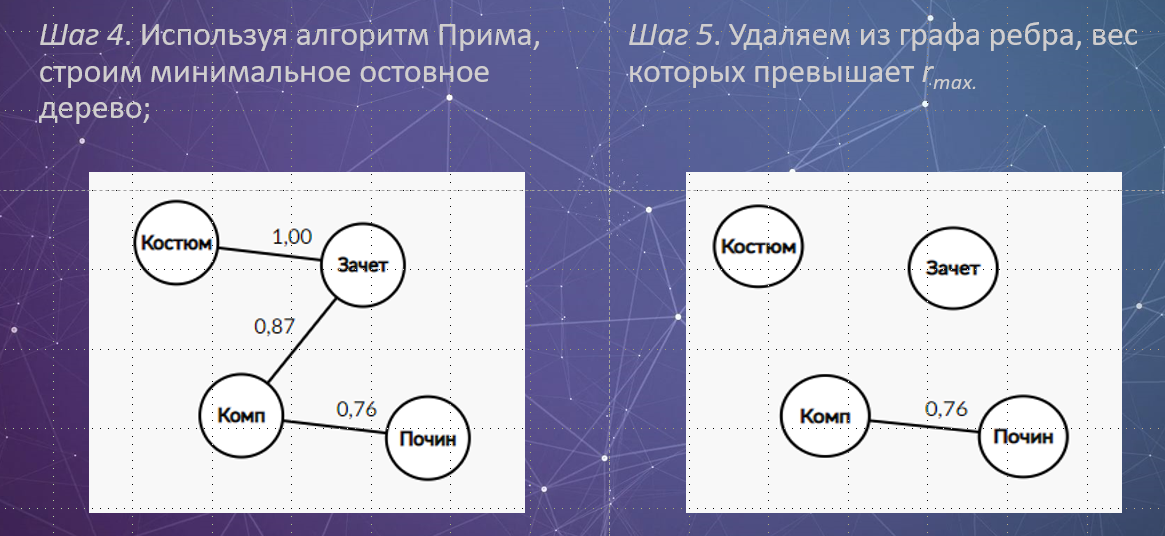 Шаг 4. Используя алгоритм Прима,
строим минимальное остовное
дерево;
Шаг 5. Удаляем из графа ребра, вес
которых превышает rmax.
Костюм
1,00
Зачет
0,87
Комп
0,76
Почин
Костюм
Зачет
Комп
0,76
Почин